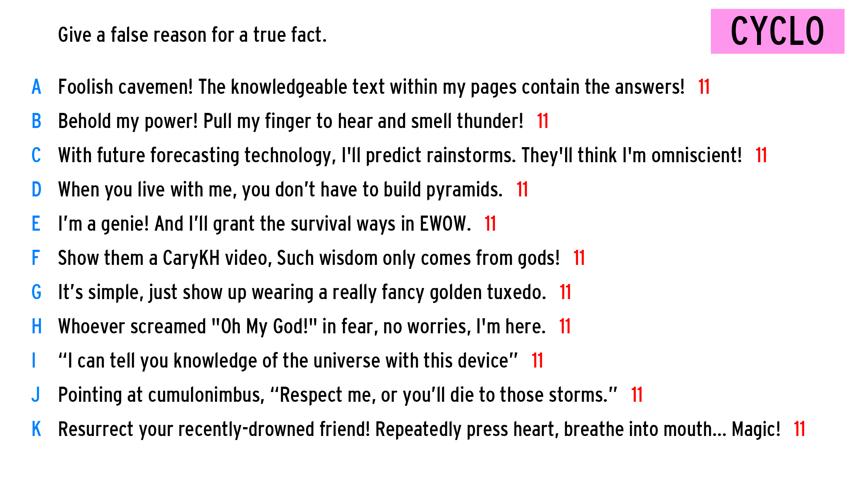 Give a false reason for a true fact.
CYCLO
A Foolish cavemen! The knowledgeable text within my pages contain the answers! 11
B Behold my power! Pull my finger to hear and smell thunder! 11
C With future forecasting technology, I'll predict rainstorms. They'll think I'm omniscient! 11
D When you live with me, you don’t have to build pyramids. 11
E I’m a genie! And I’ll grant the survival ways in EWOW. 11
F Show them a CaryKH video, Such wisdom only comes from gods! 11
G It’s simple, just show up wearing a really fancy golden tuxedo. 11
H Whoever screamed "Oh My God!" in fear, no worries, I'm here. 11
I “I can tell you knowledge of the universe with this device” 11
J Pointing at cumulonimbus, “Respect me, or you’ll die to those storms.” 11
K Resurrect your recently-drowned friend! Repeatedly press heart, breathe into mouth... Magic! 11